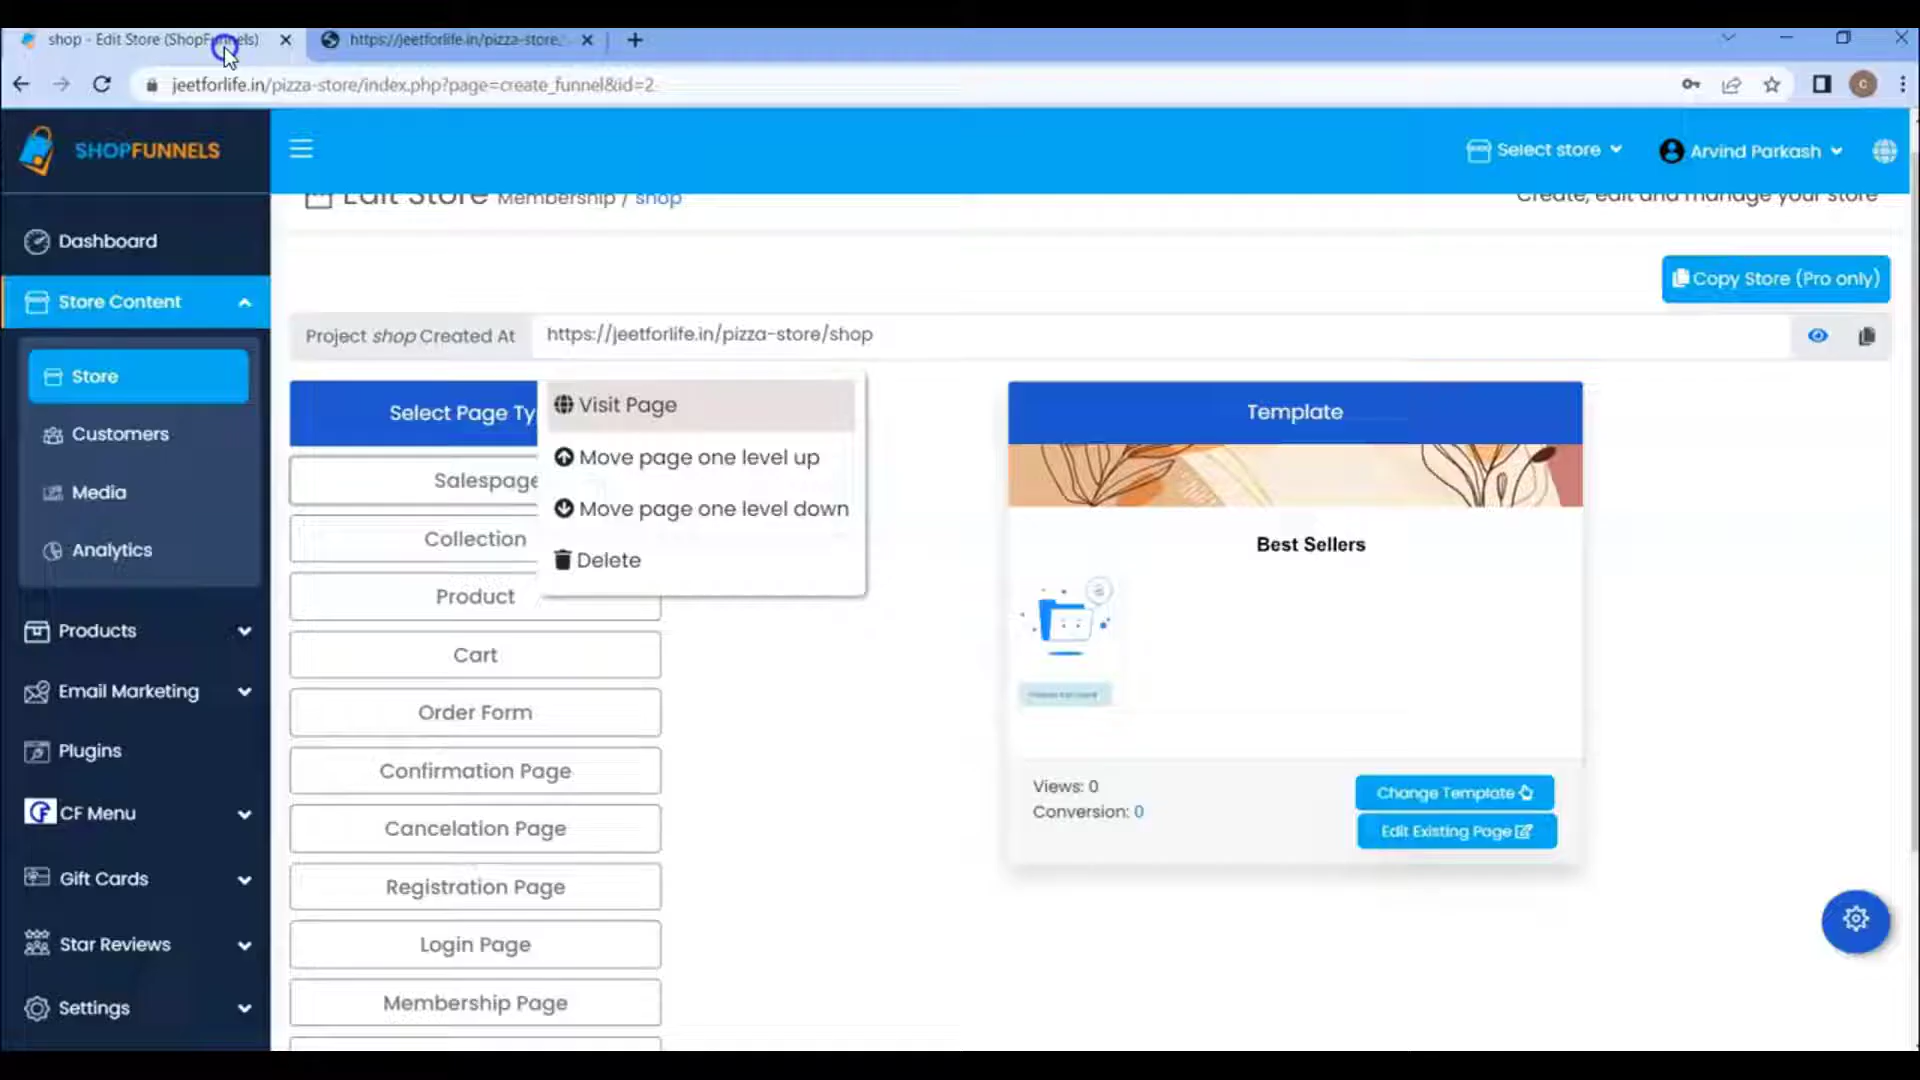 shop - Edit Store (ShopFunnels)
https://jeetforlife.in/pizza-store/
jeetforlife.in/pizza-store/index.php?page=create_funnel&id=2
C
SHOPFUNNELS
Select store
Arvind Parkash
Edit Store Membership / shop
Create, edit and manage your store
Dashboard
Store Content
Store
Customers
Media
Analytics
Products
Email Marketing
Plugins
CF Menu
Gift Cards
Star Reviews
Settings
Copy Store (Pro only)
Project shop Created At
https://jeetforlife.in/pizza-store/shop
Select Page Ty
Salespage
Collection
Product
Cart
Order Form
Confirmation Page
Cancelation Page
Registration Page
Login Page
Membership Page
Visit Page
Move page one level up
Move page one level down
Delete
Template
Best Sellers
Views: 0
Conversion: 0
Change Template
Edit Existing Page